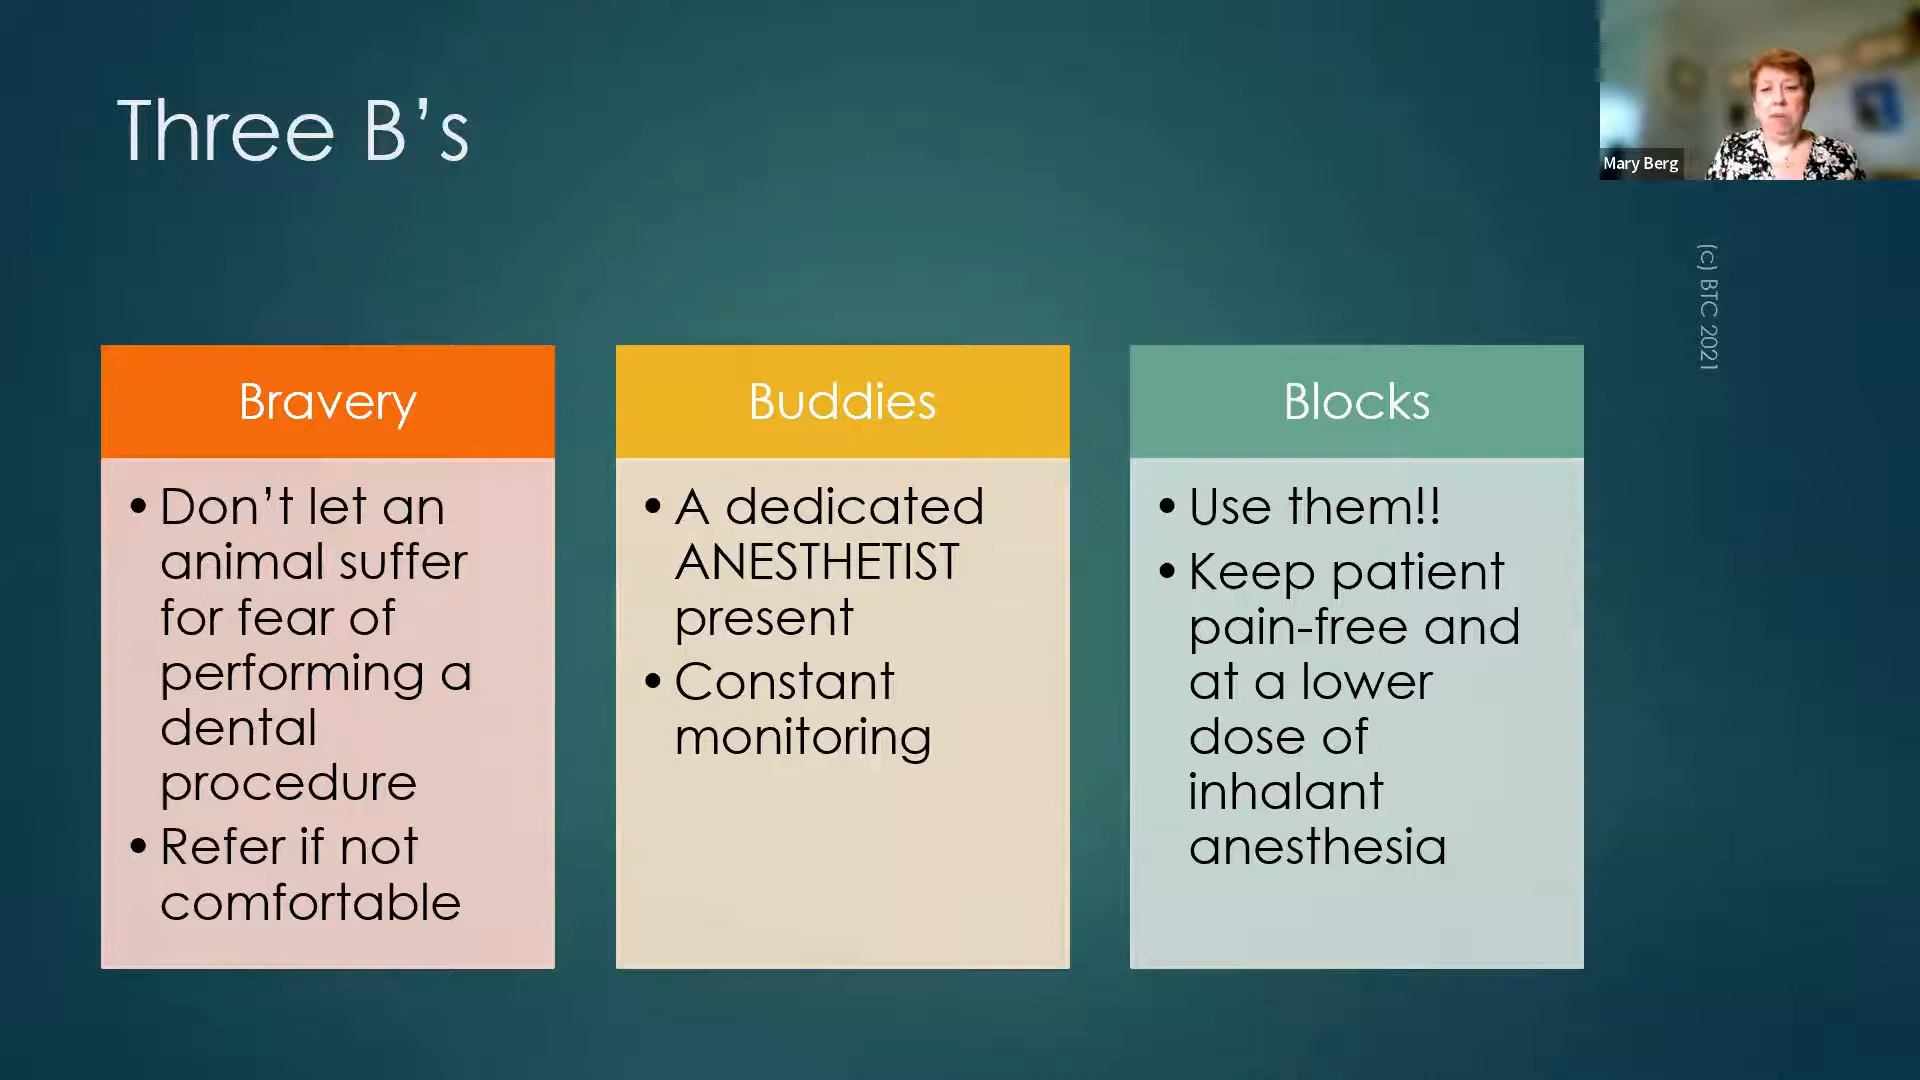 Three B’s
Mary Berg
(c) BTC 2021
Bravery
• Don’t let an
animal suffer
for fear of
performing a
dental
procedure
• Refer if not
comfortable
Buddies
• A dedicated
ANESTHETIST
present
• Constant
monitoring
Blocks
• Use them!!
• Keep patient
pain-free and
at a lower
dose of
inhalant
anesthesia